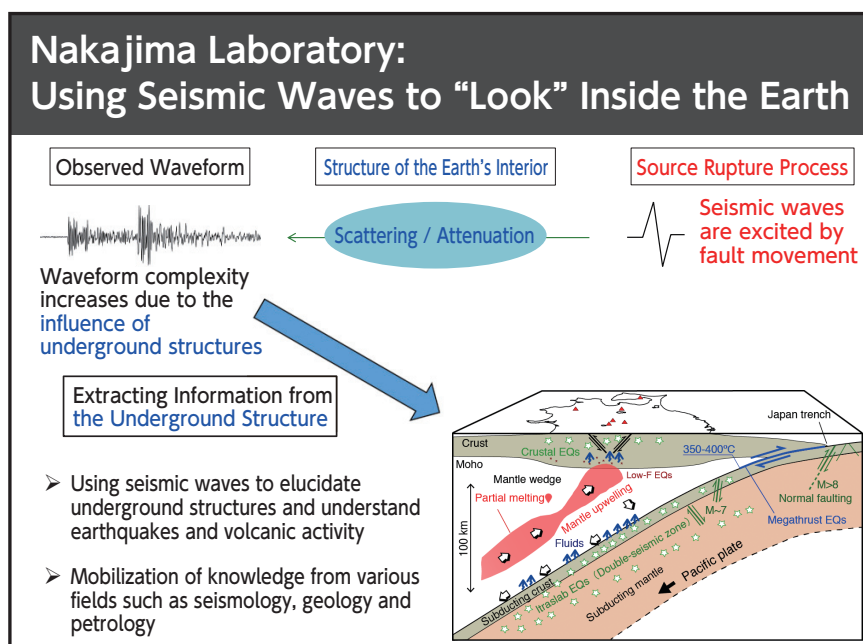 Nakajima Laboratory:
Using Seismic Waves to “Look” Inside the Earth
Observed Waveform
Structure of the Earth's Interior
Source Rupture Process
Scattering / Attenuation
Seismic waves
are excited by
fault movement
Waveform complexity
increases due to the
influence of
underground structures
Extracting Information from
the Underground Structure
➢ Using seismic waves to elucidate
underground structures and understand
earthquakes and volcanic activity
➢ Mobilization of knowledge from various
fields such as seismology, geology and
petrology
Japan trench
Crust
Crustal EQs
350-400°C
Moho
Low-F EQs
M>8
Normal faulting
Mantle wedge
Partial melting
Mantle upwelling
M~7
Megathrust EQs
100 km
Fluids
Subducting crust
Itraslab EQs (Double-seismic zone)
Subducting mantle
Pacific plate